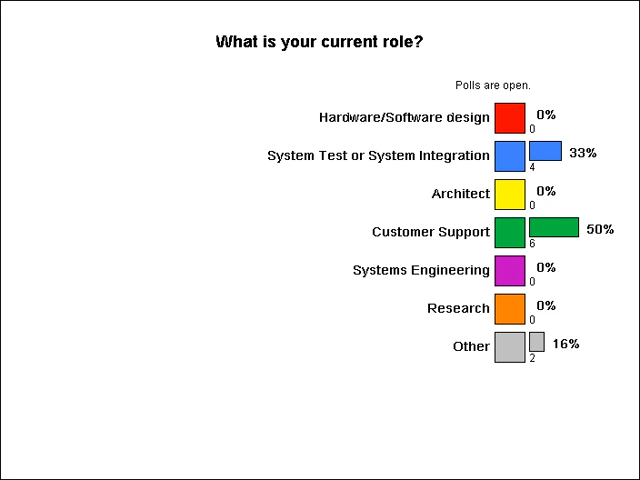 What is your current role?
Polls are open.
Hardware/Software design 0%
0
System Test or System Integration 33%
4
Architect 0%
0
Customer Support 50%
6
Systems Engineering 0%
0
Research 0%
0
Other 16%
2